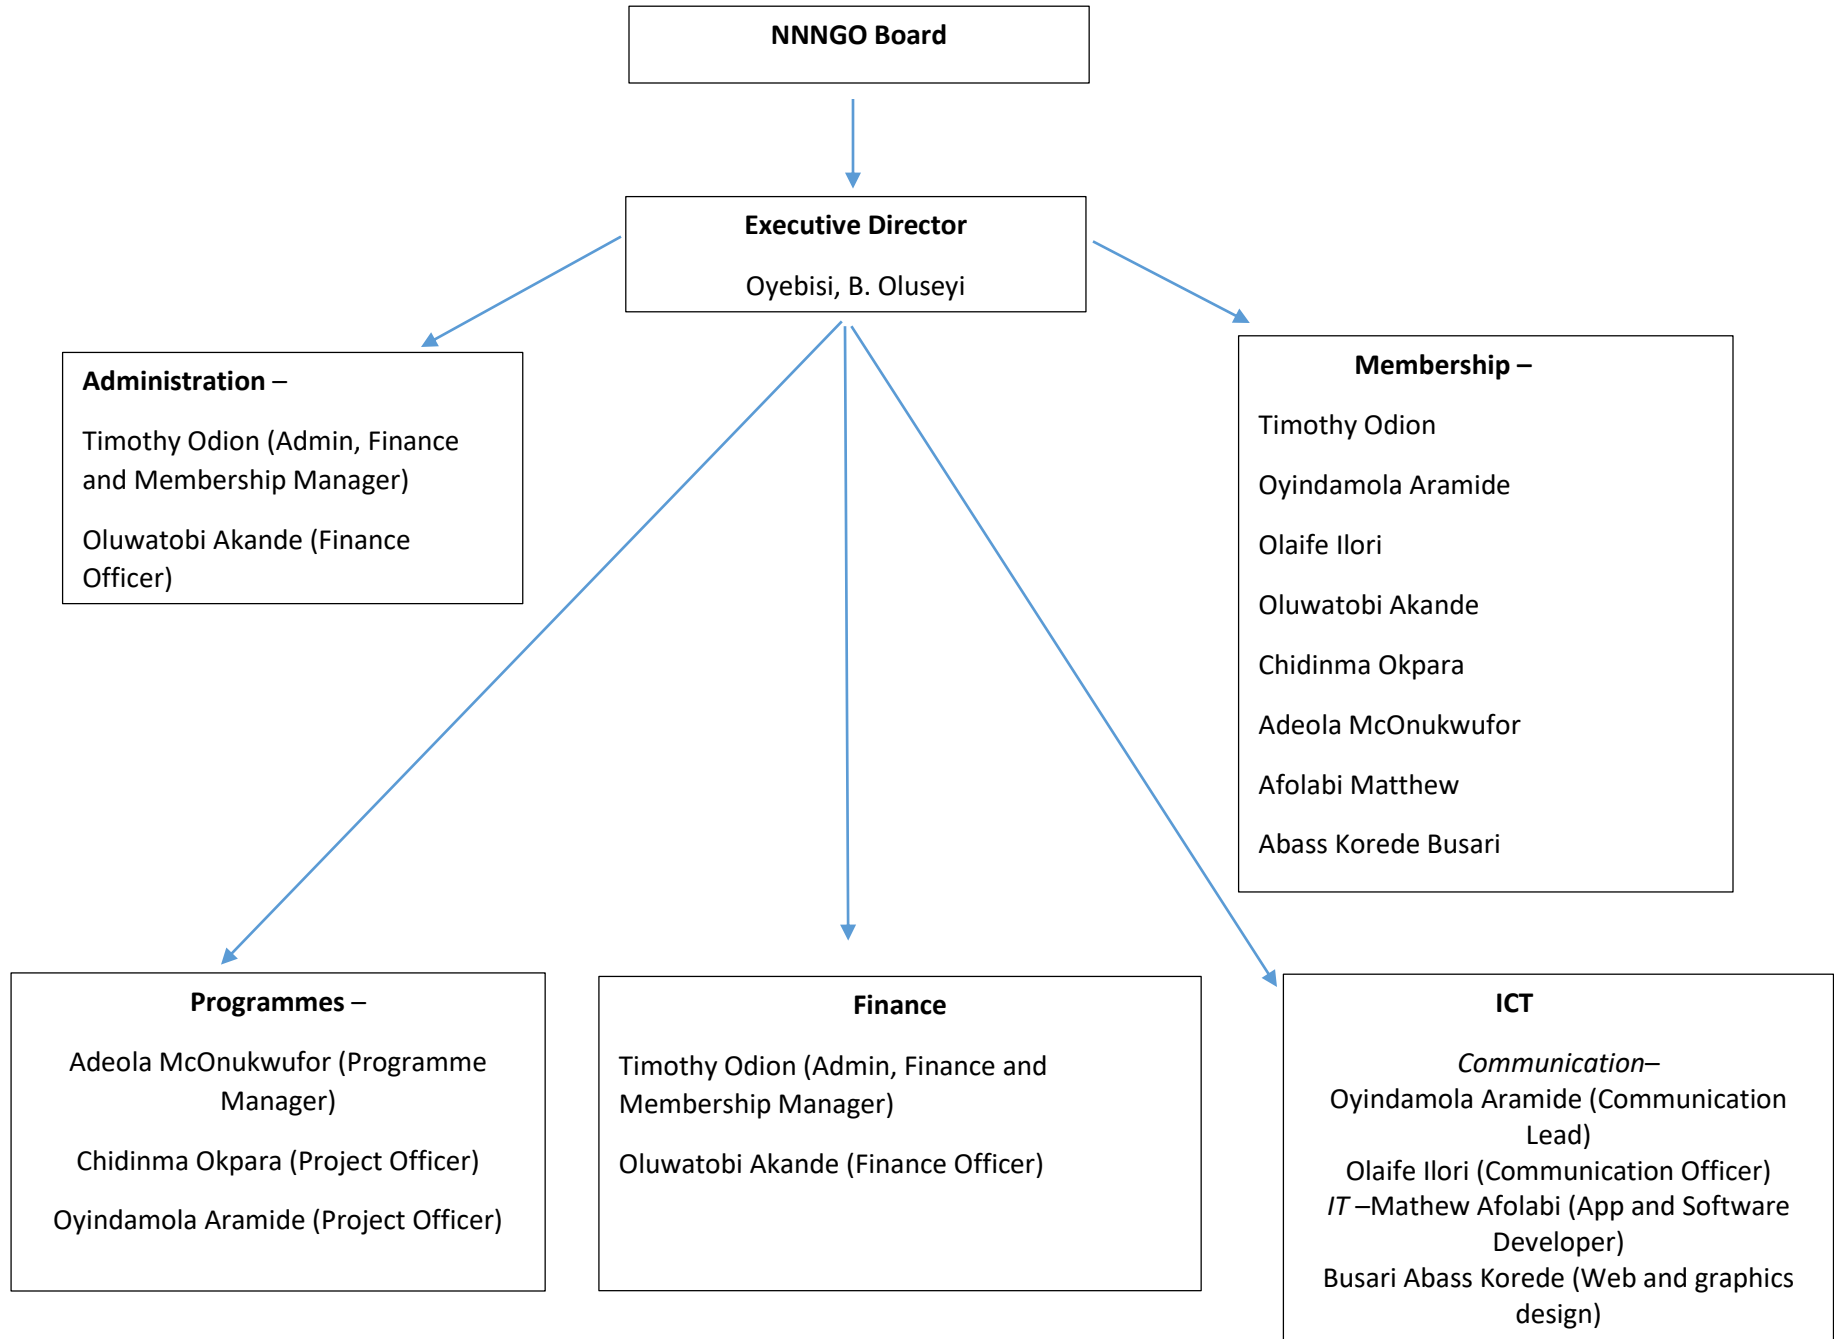 NNNGO Board
Executive Director
Oyebisi, B. Oluseyi
Administration –
Timothy Odion (Admin, Finance
and Membership Manager)
Oluwatobi Akande (Finance
Officer)
Membership –
Timothy Odion
Oyindamola Aramide
Olaife Ilori
Oluwatobi Akande
Chidinma Okpara
Adeola McOnukwufor
Afolabi Matthew
Abass Korede Busari
Programmes –
Adeola McOnukwufor (Programme
Manager)
Chidinma Okpara (Project Officer)
Oyindamola Aramide (Project Officer)
Finance
Timothy Odion (Admin, Finance and
Membership Manager)
Oluwatobi Akande (Finance Officer)
ICT
Communication–
Oyindamola Aramide (Communication
Lead)
Olaife Ilori (Communication Officer)
IT –Mathew Afolabi (App and Software
Developer)
Busari Abass Korede (Web and graphics
design)